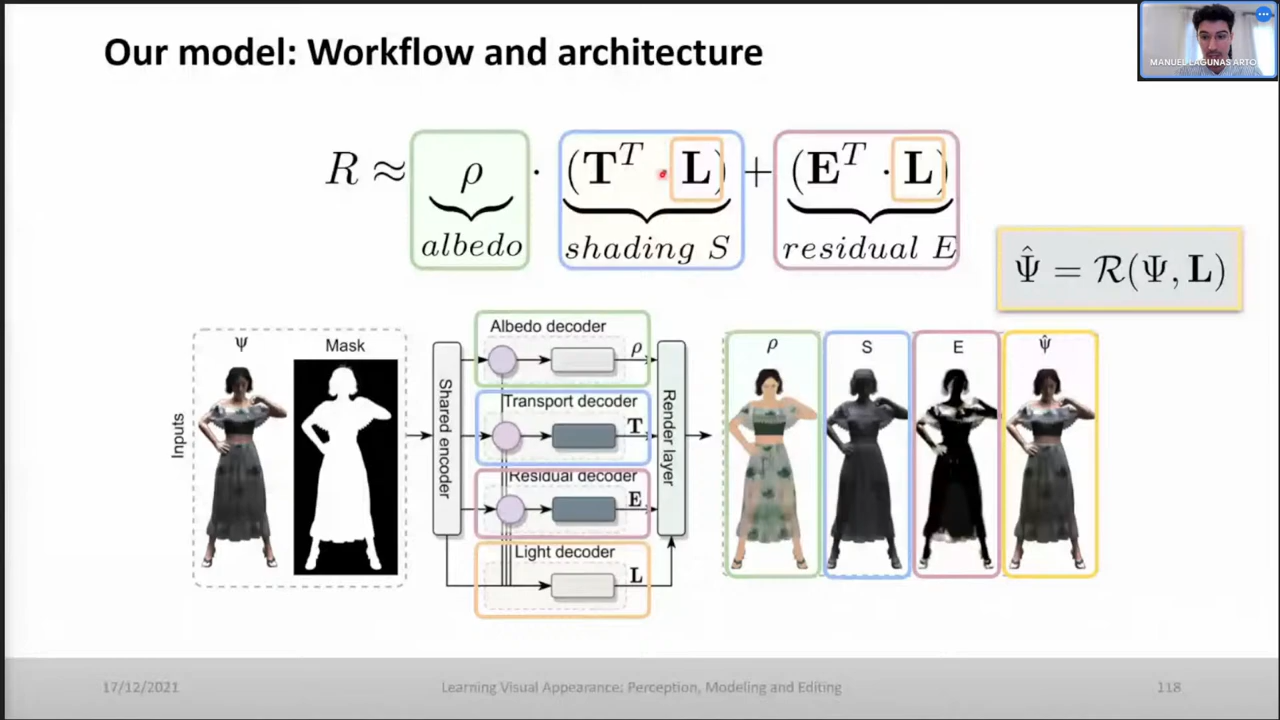 Our model: Workflow and architecture
MANUEL LAGUNAS ARTO
R ≈ ρ · (T^T · L) + (E^T · L)
albedo shading S residual E
Ψ̂ = R(Ψ, L)
Inputs
Ψ Mask
Shared encoder
Albedo decoder
ρ
Transport decoder
T
Residual decoder
E
Light decoder
L
Render layer
ρ S E Ψ̂
17/12/2021 Learning Visual Appearance: Perception, Modeling and Editing 118